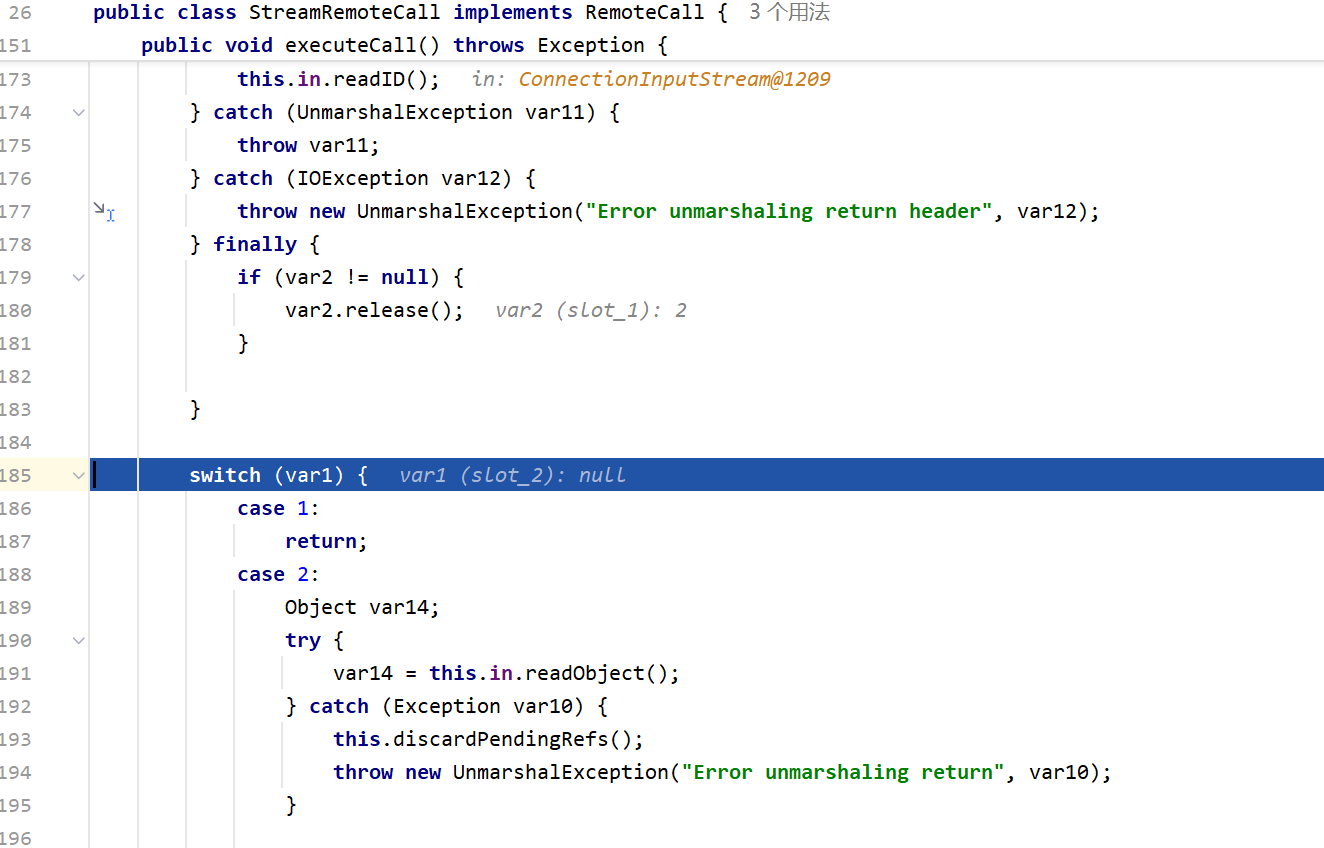 26 public class StreamRemoteCall implements RemoteCall { 3 个用法
151 public void executeCall() throws Exception {
173 this.in.readID(); in: ConnectionInputStream@1209
174 } catch (UnmarshalException var11) {
175 throw var11;
176 } catch (IOException var12) {
177 throw new UnmarshalException("Error unmarshaling return header", var12);
178 } finally {
179 if (var2 != null) {
180 var2.release(); var2 (slot_1): 2
181 }
182
183 }
184
185 switch (var1) { var1 (slot_2): null
186 case 1:
187 return;
188 case 2:
189 Object var14;
190 try {
191 var14 = this.in.readObject();
192 } catch (Exception var10) {
193 this.discardPendingRefs();
194 throw new UnmarshalException("Error unmarshaling return", var10);
195 }
196